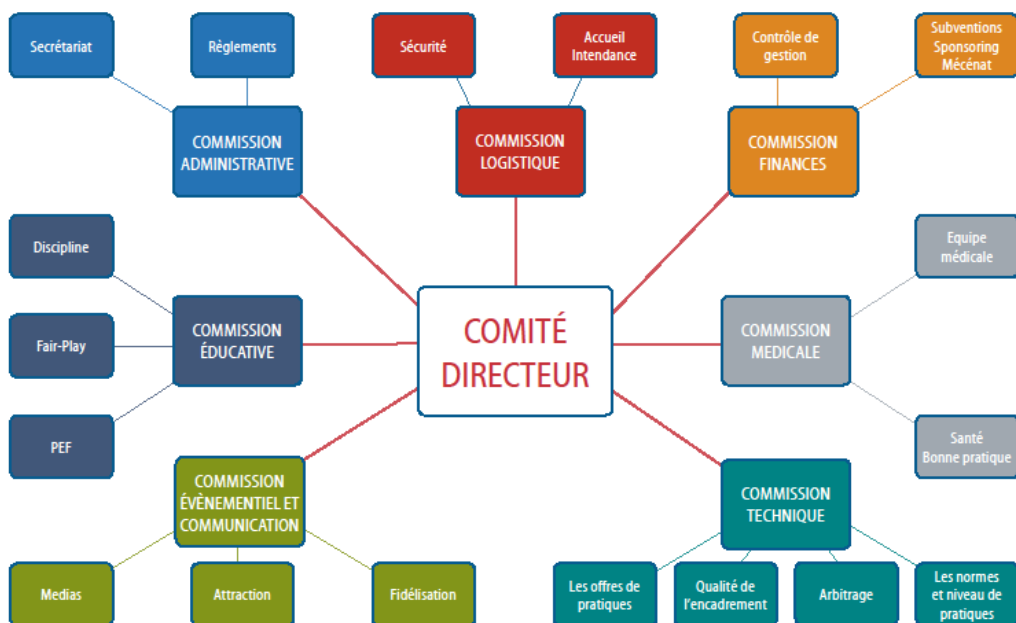 Secrétariat
Règlements
Sécurité
Accueil
Intendance
Contrôle de
gestion
Subventions
Sponsoring
Mécénat
COMMISSION
ADMINISTRATIVE
COMMISSION
LOGISTIQUE
COMMISSION
FINANCES
Discipline
Fair-Play
PEF
COMMISSION
ÉDUCATIVE
COMITÉ
DIRECTEUR
COMMISSION
MEDICALE
Equipe
médicale
Santé
Bonne pratique
COMMISSION
ÉVÈNEMENTIEL ET
COMMUNICATION
COMMISSION
TECHNIQUE
Medias
Attraction
Fidélisation
Les offres de
pratiques
Qualité de
l'encadrement
Arbitrage
Les normes
et niveau de
pratiques